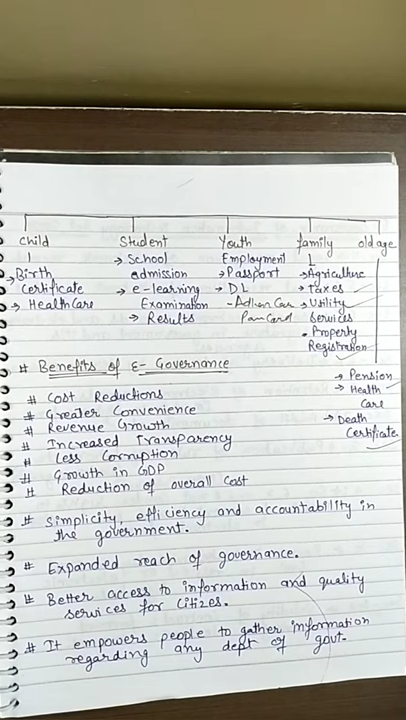 child Student Youth family old age
→ Birth certificate
→ HealthCare
→ School admission
→ e-learning
Examination
→ Results
Employment
→ Passport
→ DL
- Adhar Car
Pan Card
→ Agriculture
→ Taxes
→ Utility Services
• Property Registration
→ Pension
→ Health Care
→ Death Certificate
# Benefits of E- Governance
# Cost Reductions
# Greater Convenience
# Revenue Growth
# Increased Transparency
# Less Corruption
# Growth in GDP
# Reduction of overall cost
# simplicity, efficiency and accountability in
the government.
# Expanded reach of governance.
# Better access to information and quality
services for citizes.
# It empowers people to gather information
regarding any dept of govt.